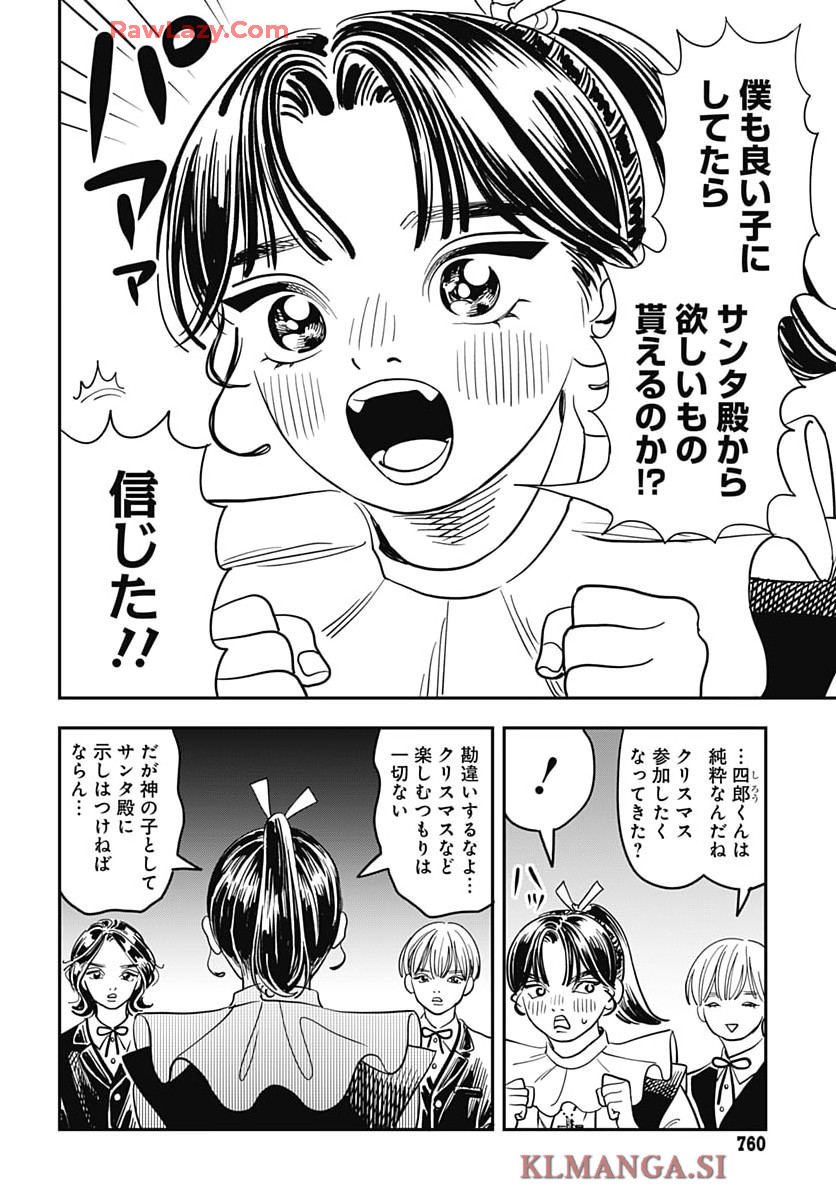 RawLazy.Com
僕も良い子に
してたら
サンタ殿から
欲しいもの
貰えるのか!?
パァァ
信じた!!
…四郎くんは
しろう
純粋なんだね
クリスマス
参加したく
なってきた?
!
ハッ
勘違いするなよ…
クリスマスなど
楽しむつもりは
一切ない
だが神の子として
サンタ殿に
示しはつけねば
ならん…
760
KLMANGA.SI